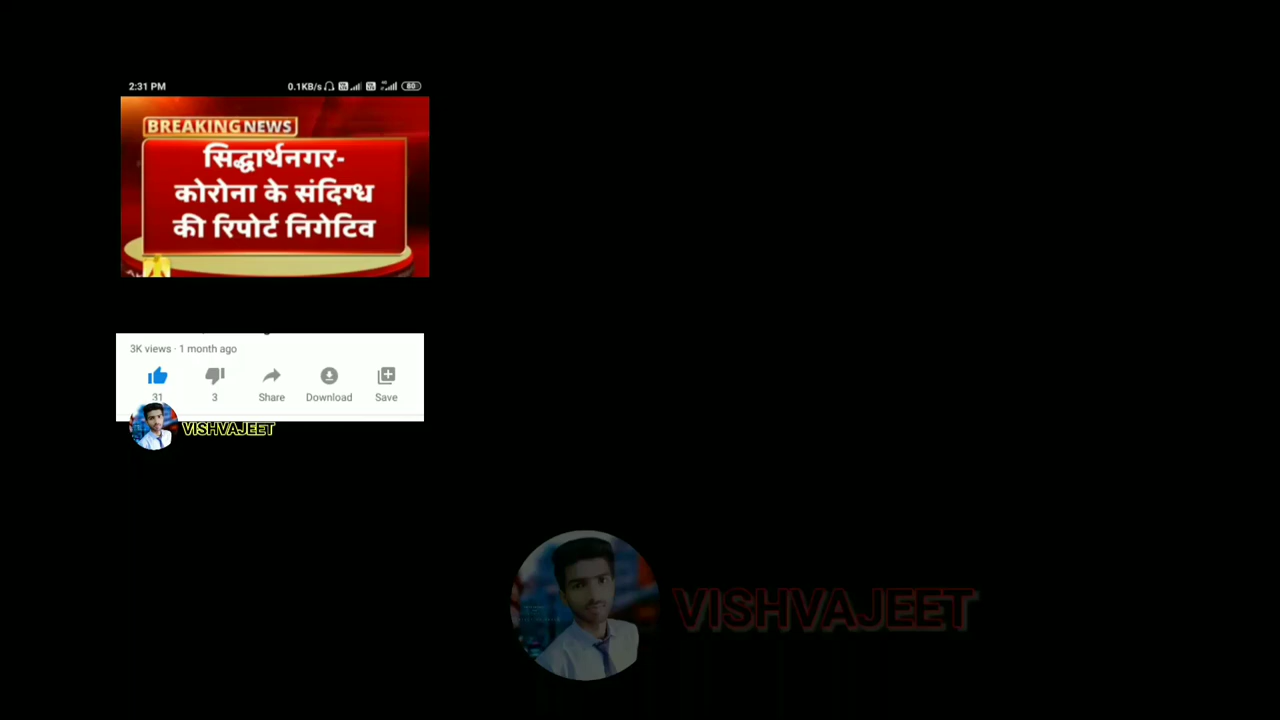 2:31 PM 0.1KB/s 80
BREAKING NEWS
सिद्धार्थनगर-
कोरोना के संदिग्ध
की रिपोर्ट निगेटिव
3K views · 1 month ago
31 3 Share Download Save
VISHVAJEET
VISHVAJEET